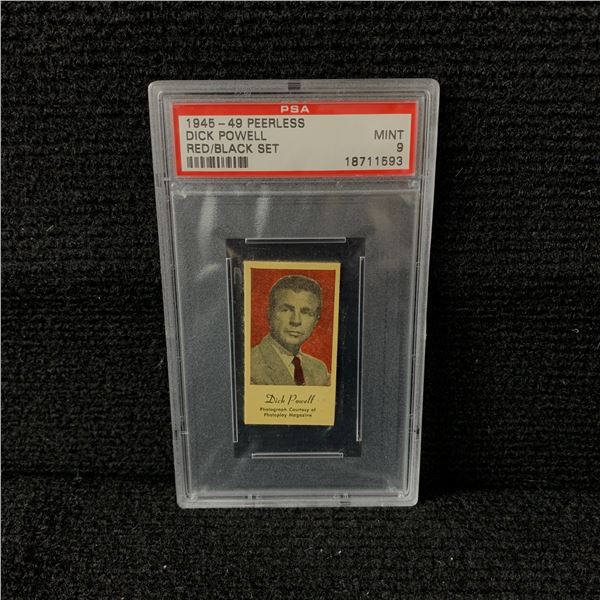 PSA
1945-49 PEERLESS
DICK POWELL MINT
RED/BLACK SET 9
18711593
Dick Powell
Photograph Courtesy of
Photoplay Magazine